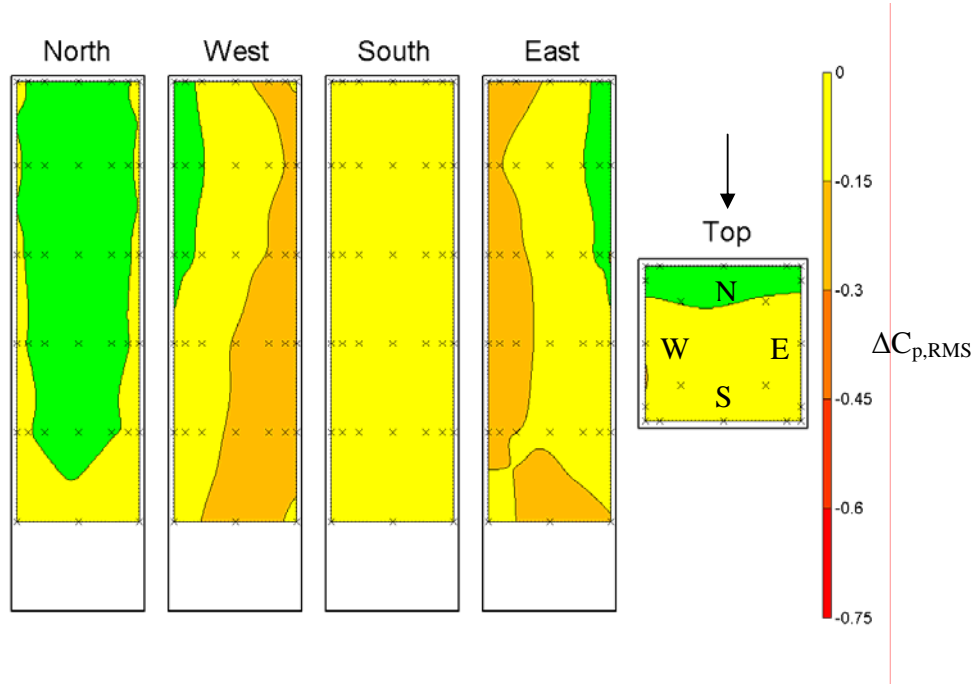 North
West
South
East
Top
N
W
E
S
0
-0.15
-0.3
-0.45
-0.6
-0.75
ΔCp,RMS